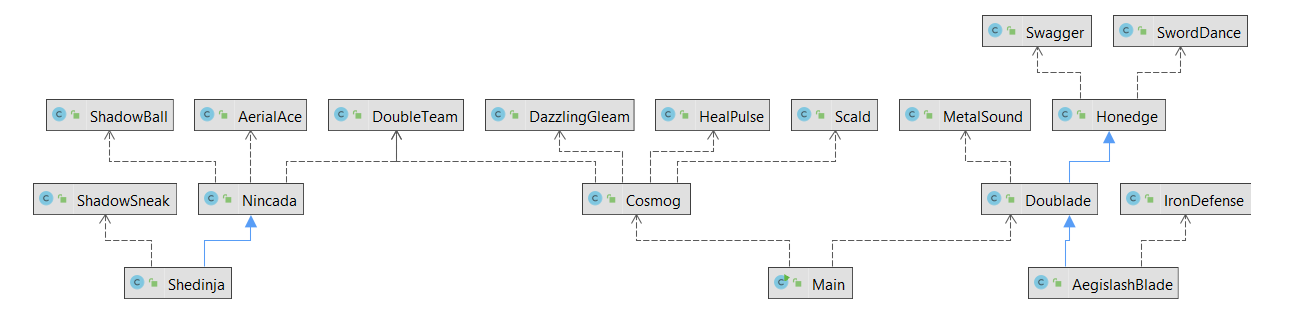 Swagger
SwordDance
ShadowBall
AerialAce
DoubleTeam
DazzlingGleam
HealPulse
Scald
MetalSound
Honedge
ShadowSneak
Nincada
Cosmog
Doublade
IronDefense
Shedinja
Main
AegislashBlade